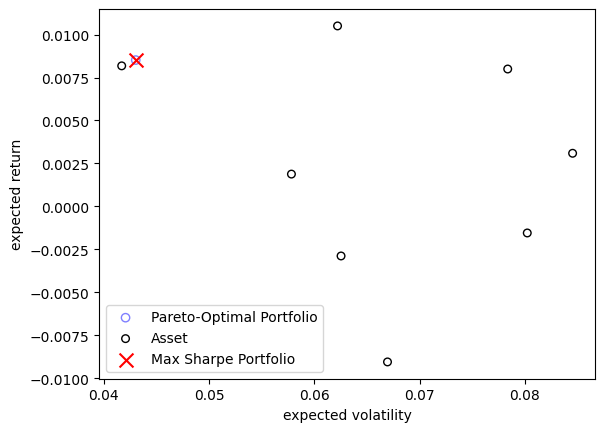 0.0100
0.0075
0.0050
0.0025
0.0000
−0.0025
−0.0050
−0.0075
−0.0100
expected return
Pareto-Optimal Portfolio
Asset
Max Sharpe Portfolio
0.04 0.05 0.06 0.07 0.08
expected volatility